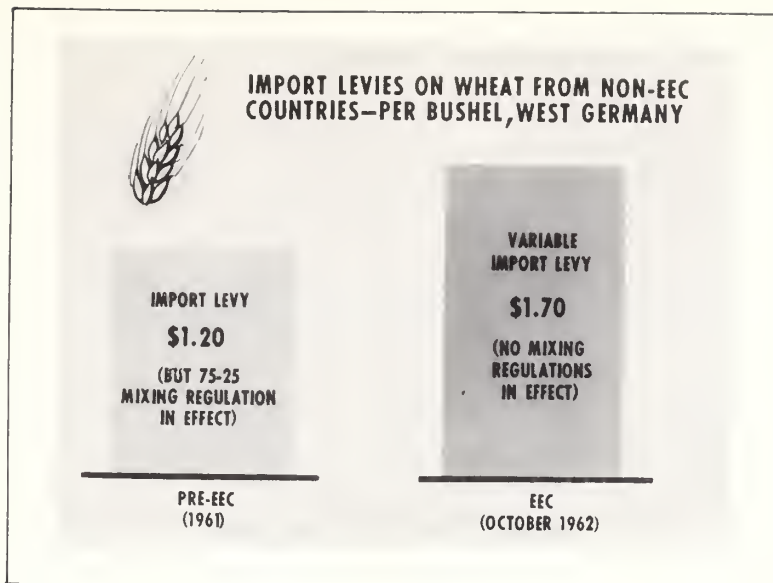 IMPORT LEVIES ON WHEAT FROM NON-EEC
COUNTRIES—PER BUSHEL, WEST GERMANY
IMPORT LEVY
$1.20
(BUT 75-25
MIXING REGULATION
IN EFFECT)
PRE-EEC
(1961)
VARIABLE
IMPORT LEVY
$1.70
(NO MIXING
REGULATIONS
IN EFFECT)
EEC
(OCTOBER 1962)